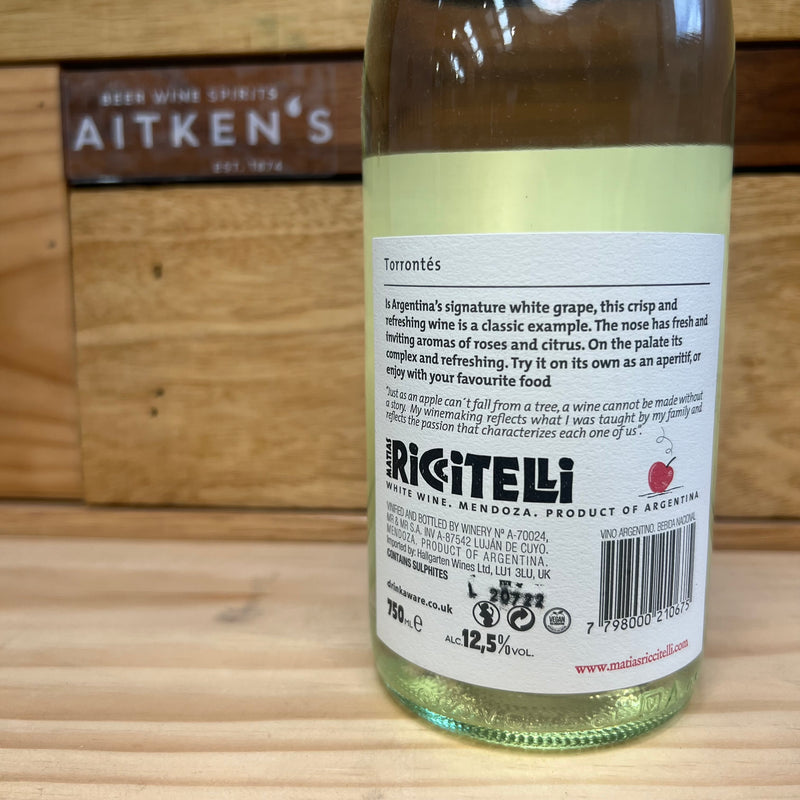 BEER WINE SPIRITS
AITKEN'S
EST. 1874
Torrontés
Is Argentina's signature white grape, this crisp and
refreshing wine is a classic example. The nose has fresh and
inviting aromas of roses and citrus. On the palate its
complex and refreshing. Try it on its own as an aperitif, or
enjoy with your favourite food
"Just as an apple can´t fall from a tree, a wine cannot be made without
a story. My winemaking reflects what I was taught by my family and
reflects the passion that characterizes each one of us".
MATIAS
RiCCiTELLi
WHITE WINE. MENDOZA. PRODUCT OF ARGENTINA
VINIFIED AND BOTTLED BY WINERY Nº A-70024,
MR & MR S.A. INV A-87542 LUJÁN DE CUYO.
MENDOZA. PRODUCT OF ARGENTINA.
Imported by: Hallgarten Wines Ltd, LU1 3LU, UK
CONTAINS SULPHITES
VINO ARGENTINO. BEBIDA NACIONAL
L 20722
drinkaware.co.uk
VEGAN
750 ML e
ALC. 12,5% VOL.
7 798000 210675
www.matiasriccitelli.com